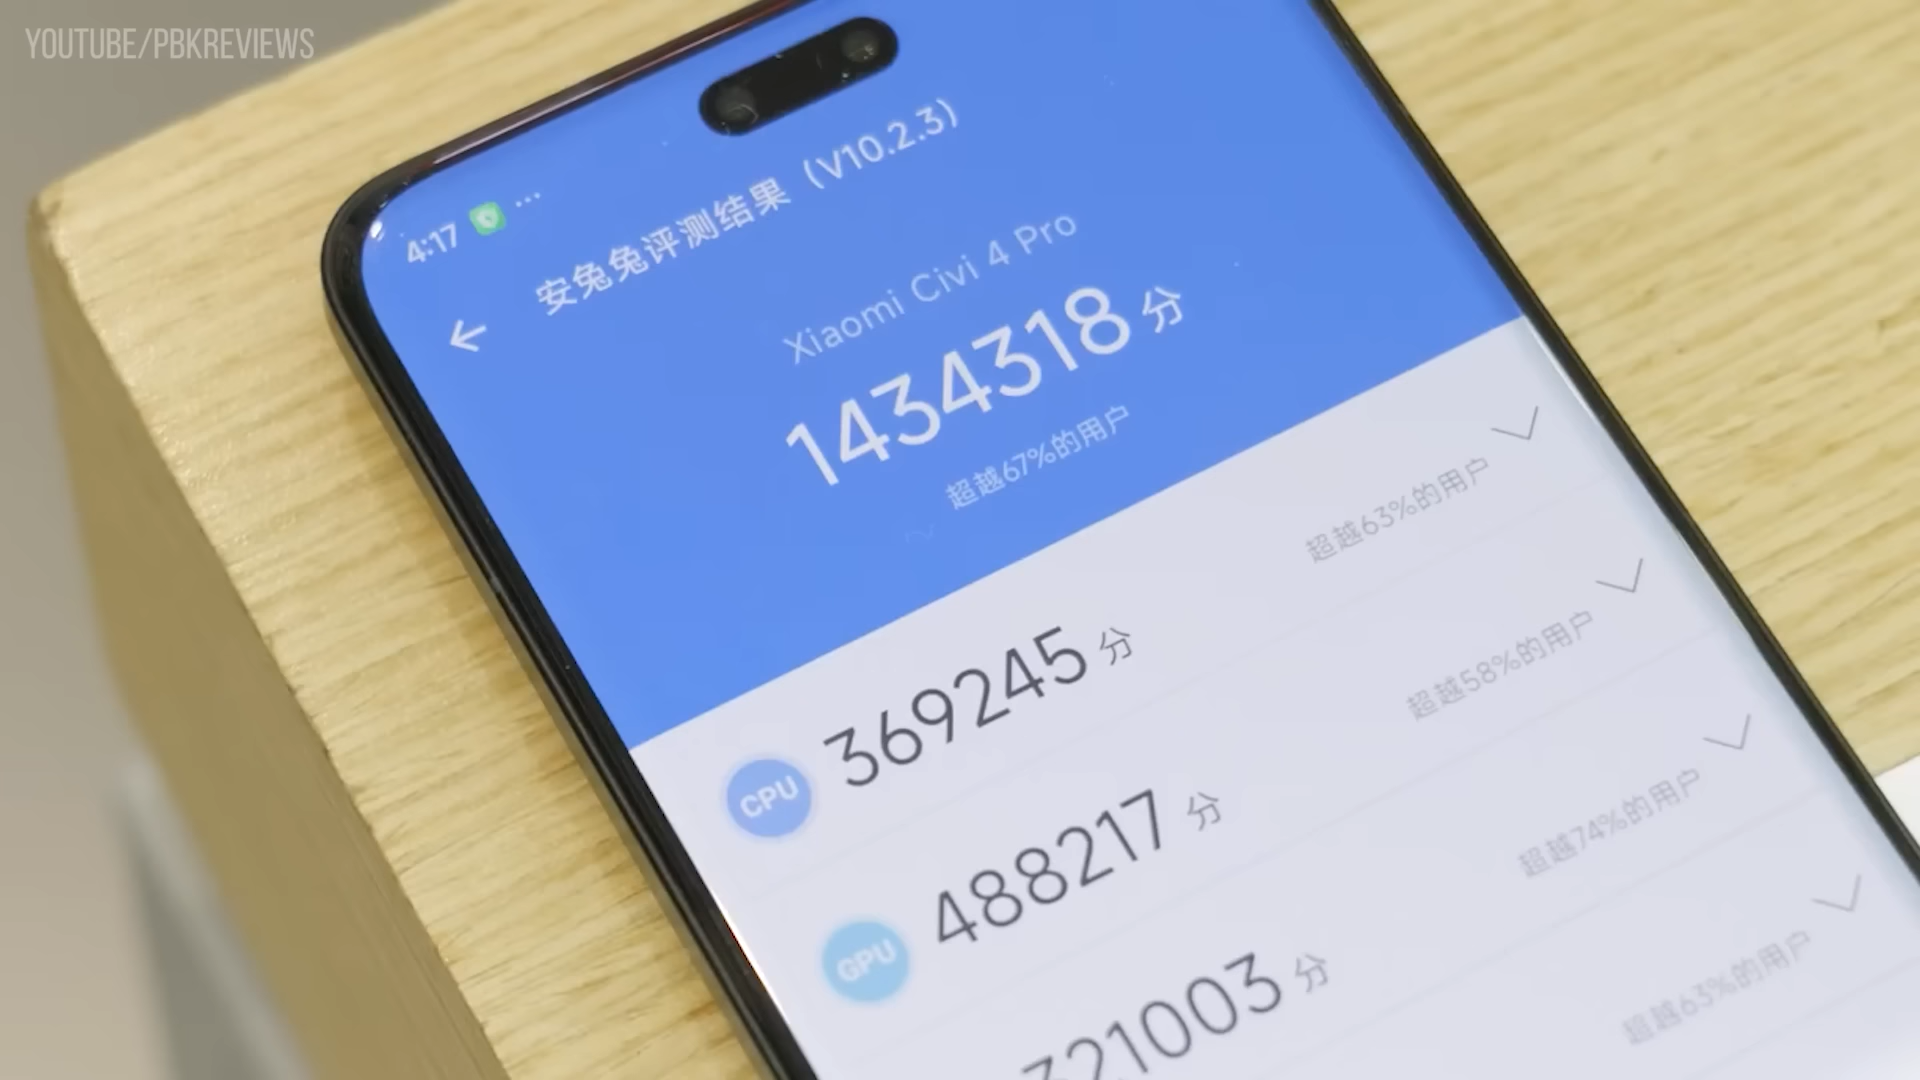 YOUTUBE/PBKREVIEWS
4:17 ...
安兔兔评测结果（V10.2.3）
Xiaomi Civi 4 Pro
1434318 分
超越67%的用户
CPU 369245 分 超越63%的用户
GPU 488217 分 超越58%的用户
321003 分 超越74%的用户
超越63%的用户